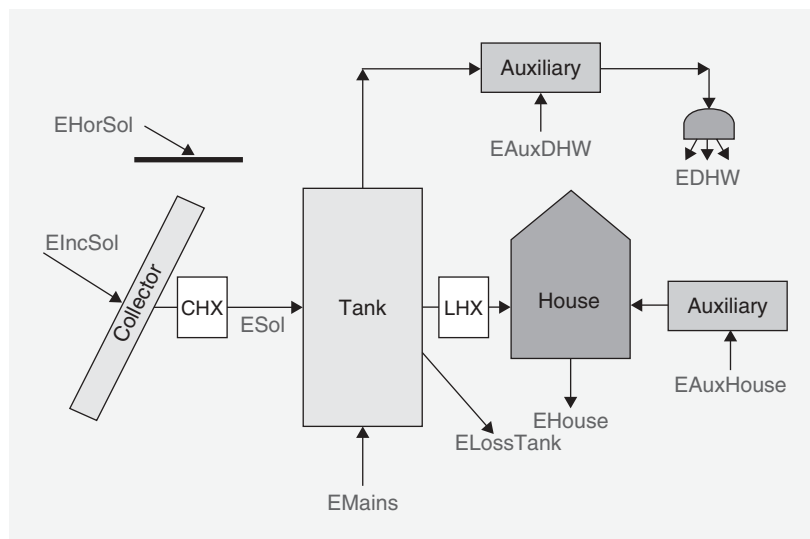 Auxiliary
EHorSol
EAuxDHW
EDHW
EIncSol
Collector
CHX
ESol
Tank
LHX
House
Auxiliary
EAuxHouse
EHouse
ELossTank
EMains